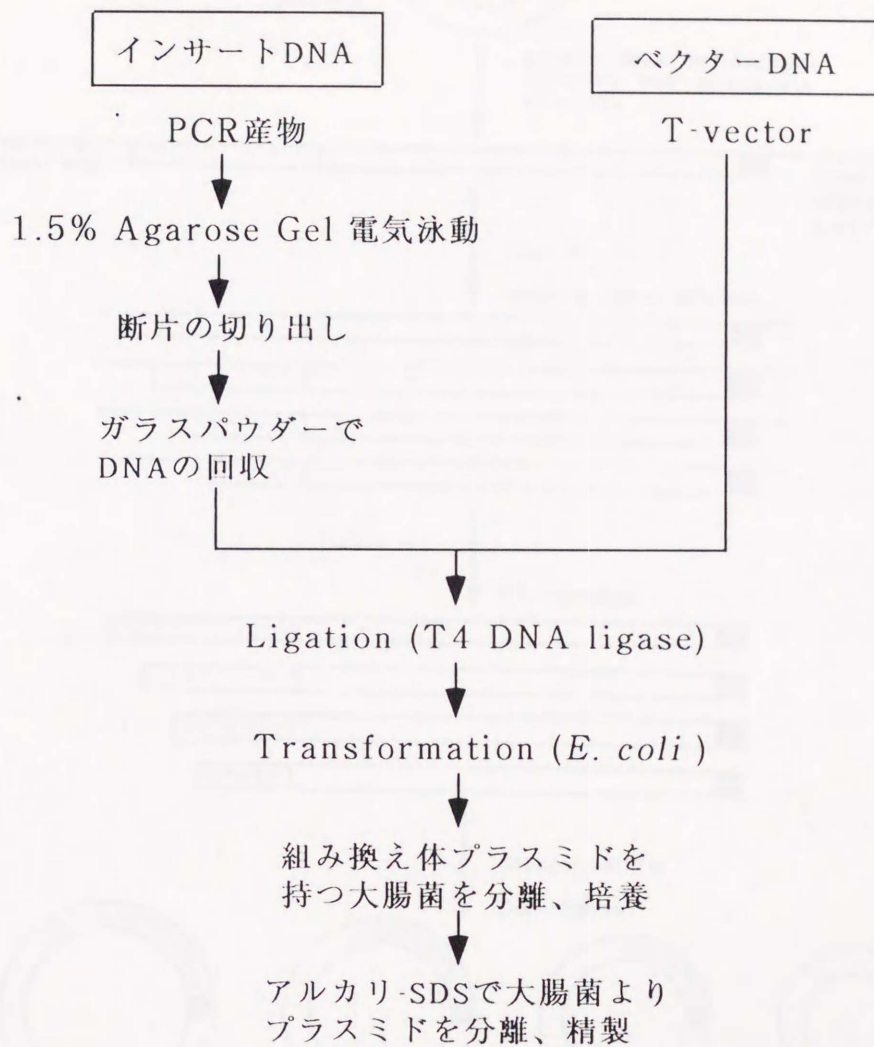 インサートDNA
ベクターDNA
PCR産物
T-vector
1.5% Agarose Gel 電気泳動
断片の切り出し
ガラスパウダーで
DNAの回収
Ligation (T4 DNA ligase)
Transformation (E. coli )
組み換え体プラスミドを
持つ大腸菌を分離、培養
アルカリ-SDSで大腸菌より
プラスミドを分離、精製